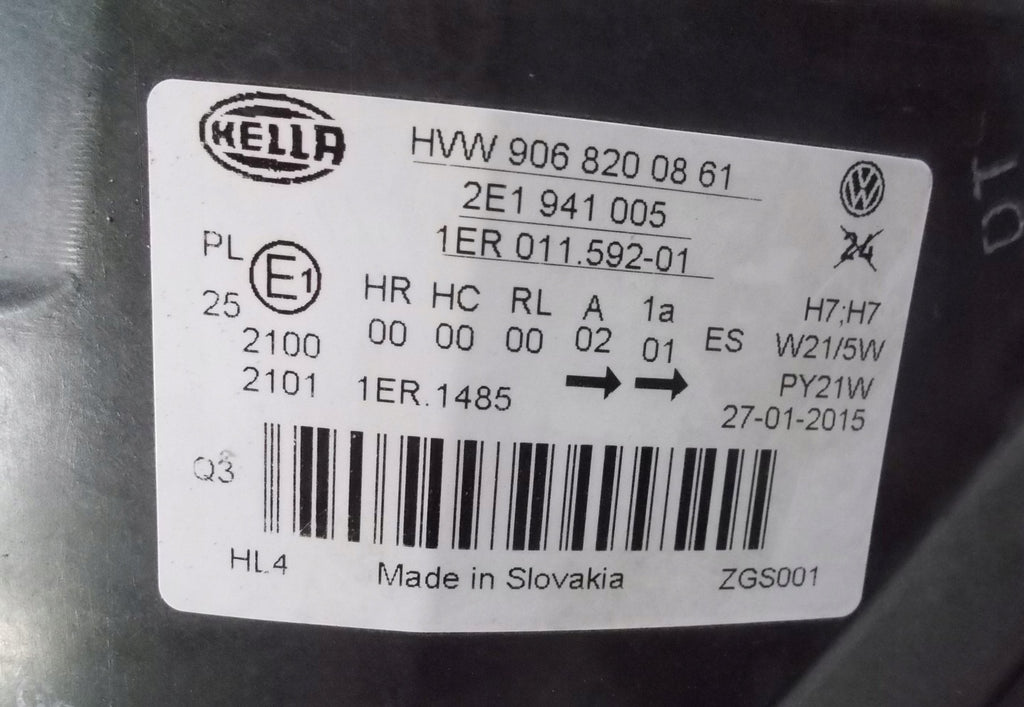 HELLA
HVW 906 820 08 61
2E1 941 005
1ER 011.592-01
24
PL E1
25
HR HC RL A 1a
00 00 00 02 01 ES
H7;H7
W21/5W
PY21W
2100
2101 1ER.1485
27-01-2015
Q3
HL4 Made in Slovakia ZGS001
DT